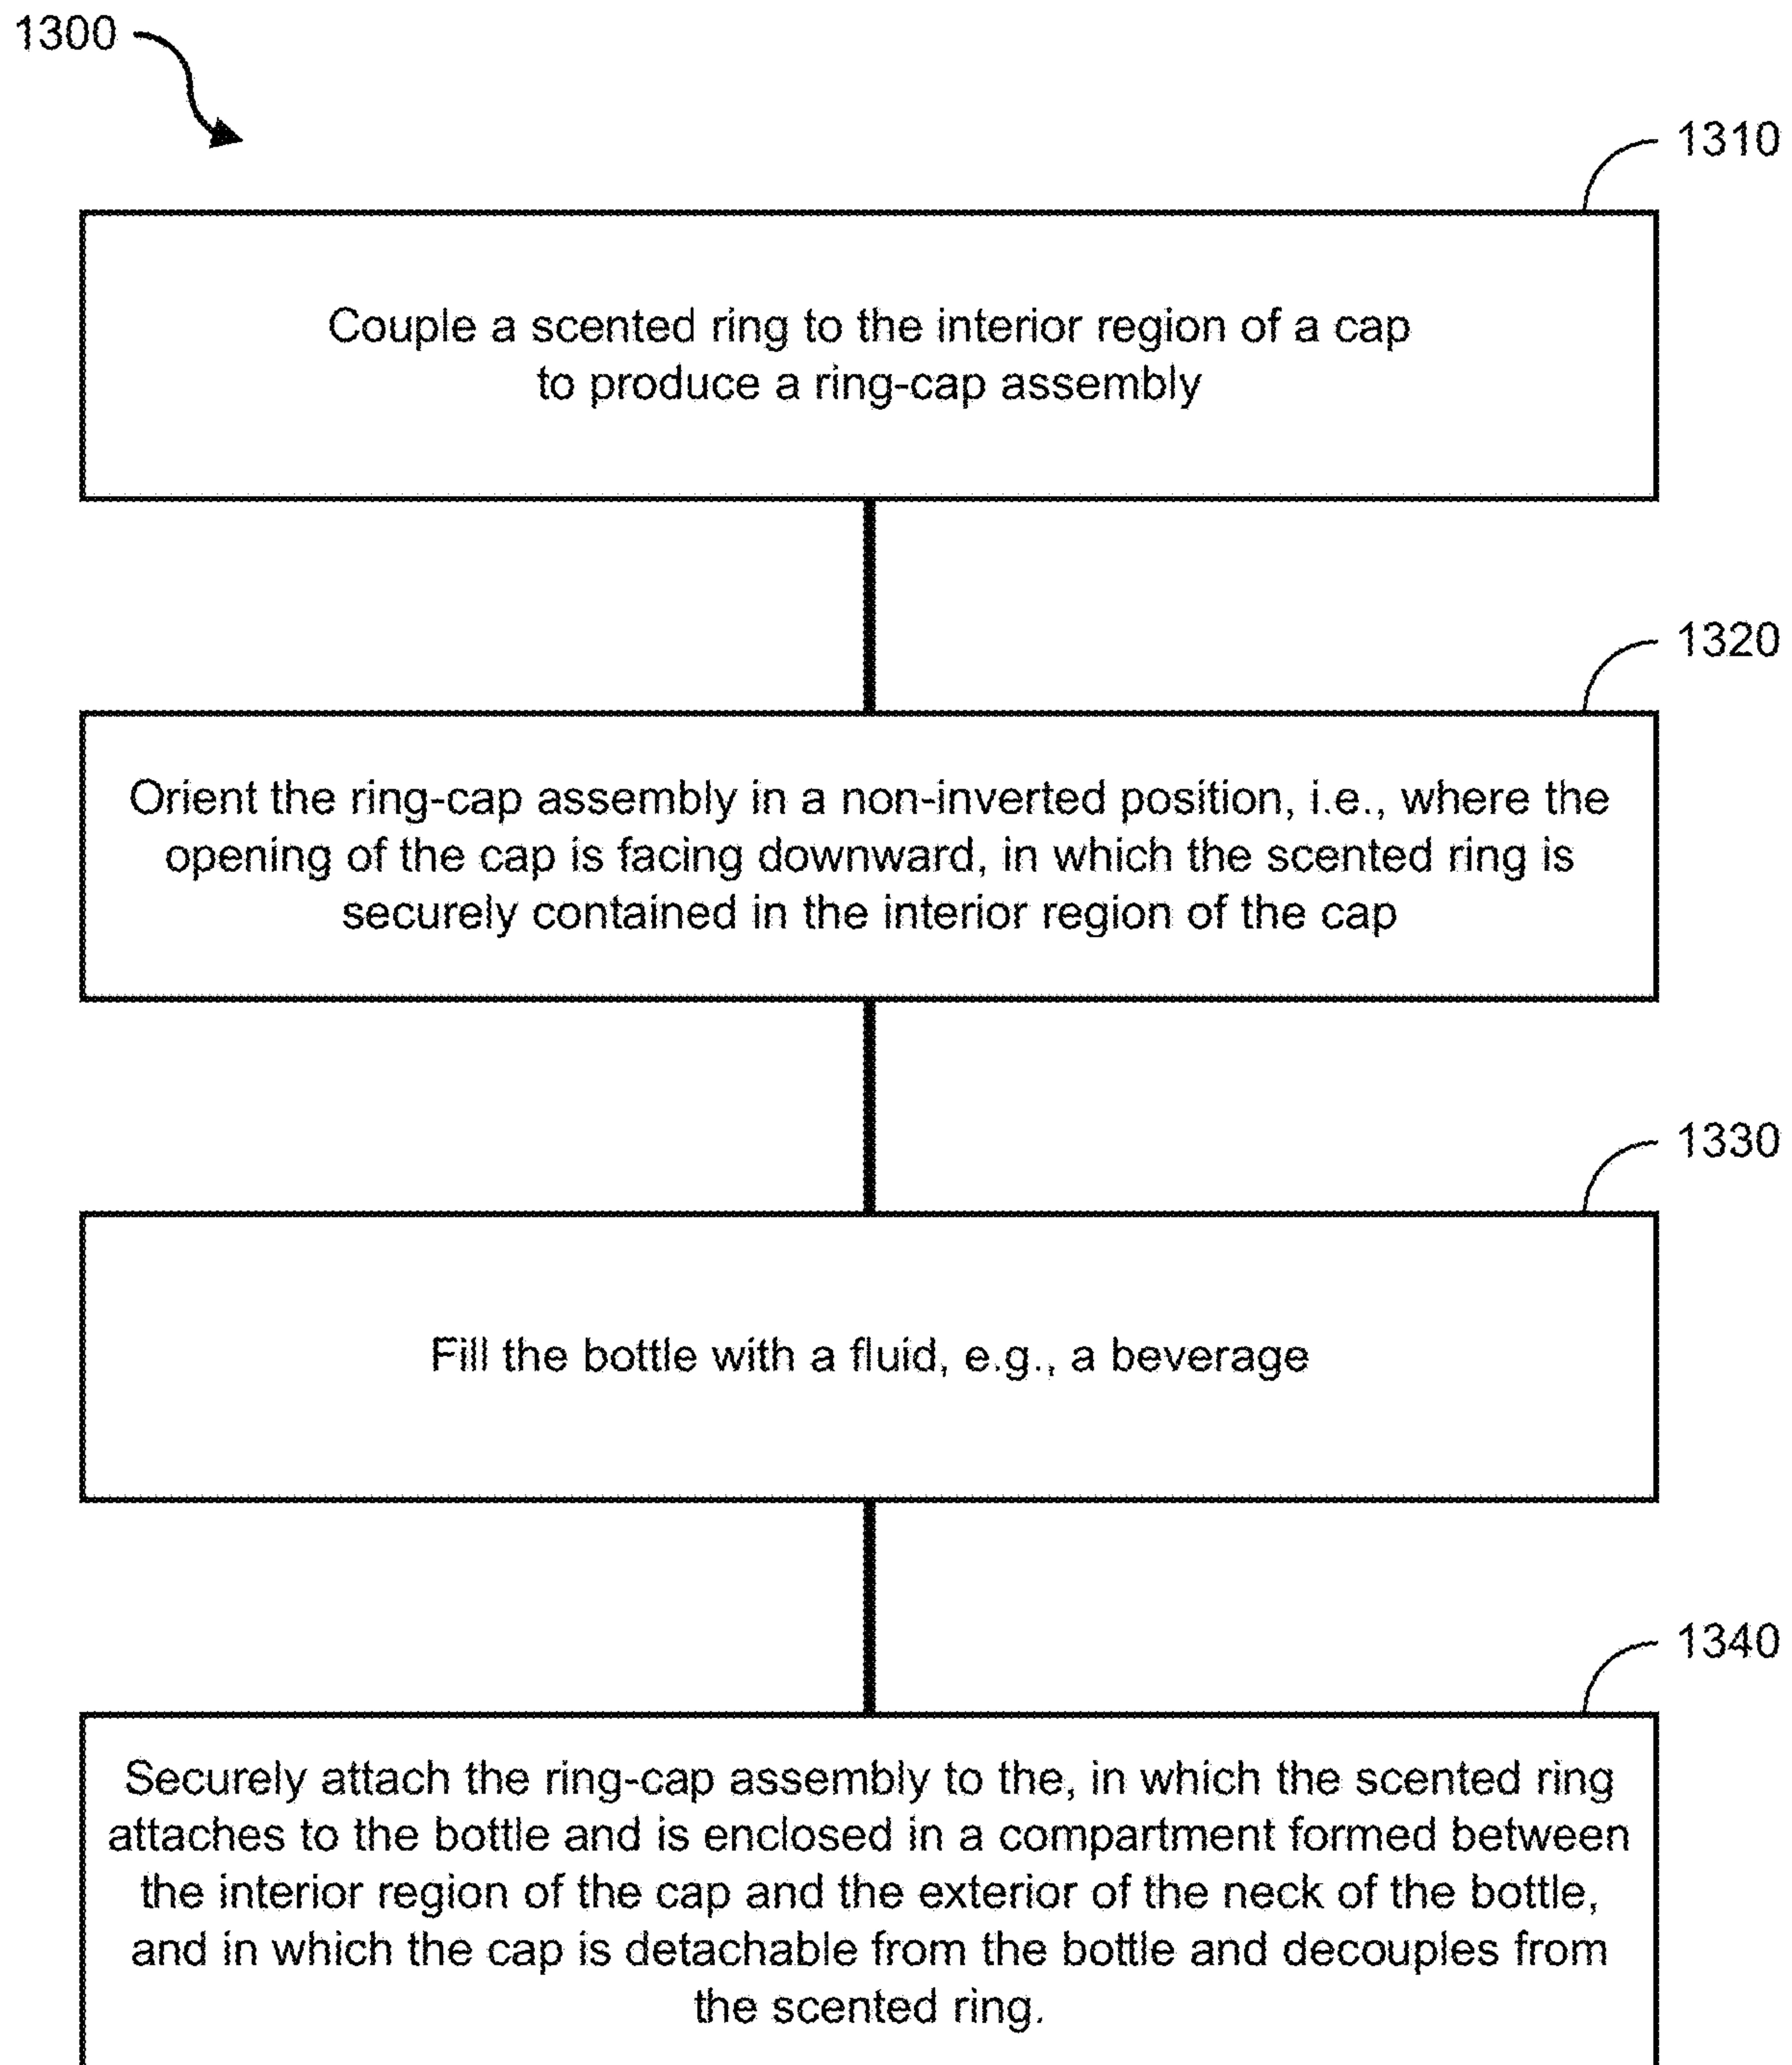 1300
1310
Couple a scented ring to the interior region of a cap
to produce a ring-cap assembly
1320
Orient the ring-cap assembly in a non-inverted position, i.e., where the
opening of the cap is facing downward, in which the scented ring is
securely contained in the interior region of the cap
1330
Fill the bottle with a fluid, e.g., a beverage
1340
Securely attach the ring-cap assembly to the, in which the scented ring
attaches to the bottle and is enclosed in a compartment formed between
the interior region of the cap and the exterior of the neck of the bottle,
and in which the cap is detachable from the bottle and decouples from
the scented ring.